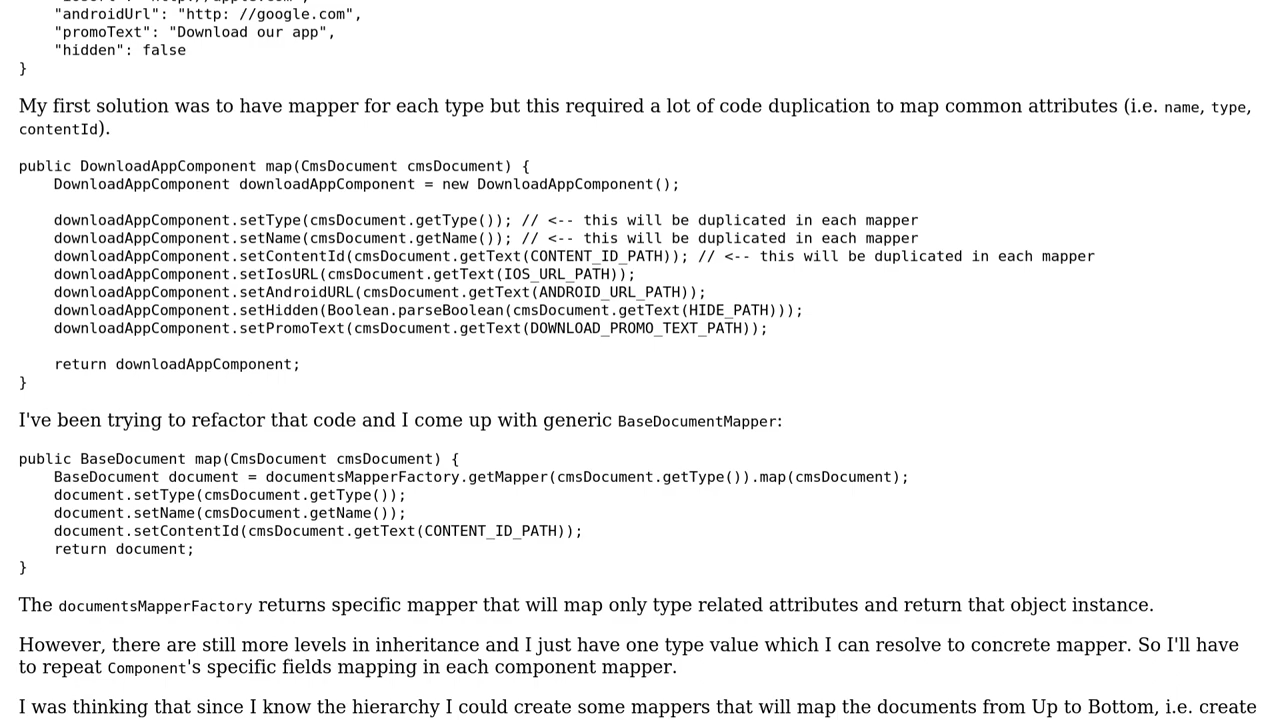 "androidUrl": "http: //google.com",
"promoText": "Download our app",
"hidden": false
}
My first solution was to have mapper for each type but this required a lot of code duplication to map common attributes (i.e. name, type,
contentId).
public DownloadAppComponent map(CmsDocument cmsDocument) {
DownloadAppComponent downloadAppComponent = new DownloadAppComponent();
downloadAppComponent.setType(cmsDocument.getType()); // <-- this will be duplicated in each mapper
downloadAppComponent.setName(cmsDocument.getName()); // <-- this will be duplicated in each mapper
downloadAppComponent.setContentId(cmsDocument.getText(CONTENT_ID_PATH)); // <-- this will be duplicated in each mapper
downloadAppComponent.setIosURL(cmsDocument.getText(IOS_URL_PATH));
downloadAppComponent.setAndroidURL(cmsDocument.getText(ANDROID_URL_PATH));
downloadAppComponent.setHidden(Boolean.parseBoolean(cmsDocument.getText(HIDE_PATH)));
downloadAppComponent.setPromoText(cmsDocument.getText(DOWNLOAD_PROMO_TEXT_PATH));
return downloadAppComponent;
}
I've been trying to refactor that code and I come up with generic BaseDocumentMapper:
public BaseDocument map(CmsDocument cmsDocument) {
BaseDocument document = documentsMapperFactory.getMapper(cmsDocument.getType()).map(cmsDocument);
document.setType(cmsDocument.getType());
document.setName(cmsDocument.getName());
document.setContentId(cmsDocument.getText(CONTENT_ID_PATH));
return document;
}
The documentsMapperFactory returns specific mapper that will map only type related attributes and return that object instance.
However, there are still more levels in inheritance and I just have one type value which I can resolve to concrete mapper. So I'll have
to repeat Component's specific fields mapping in each component mapper.
I was thinking that since I know the hierarchy I could create some mappers that will map the documents from Up to Bottom, i.e. create